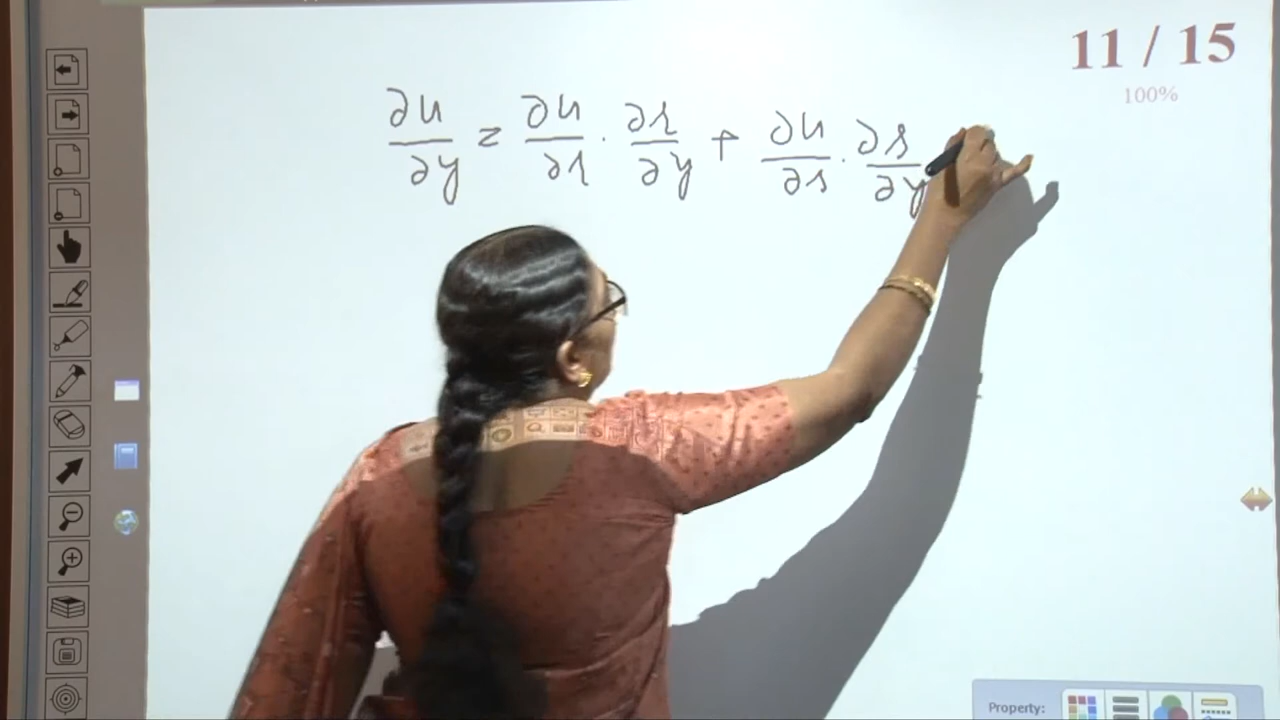 11 / 15
100%
∂u/∂y = ∂u/∂r · ∂r/∂y + ∂u/∂s · ∂s/∂y
Property: